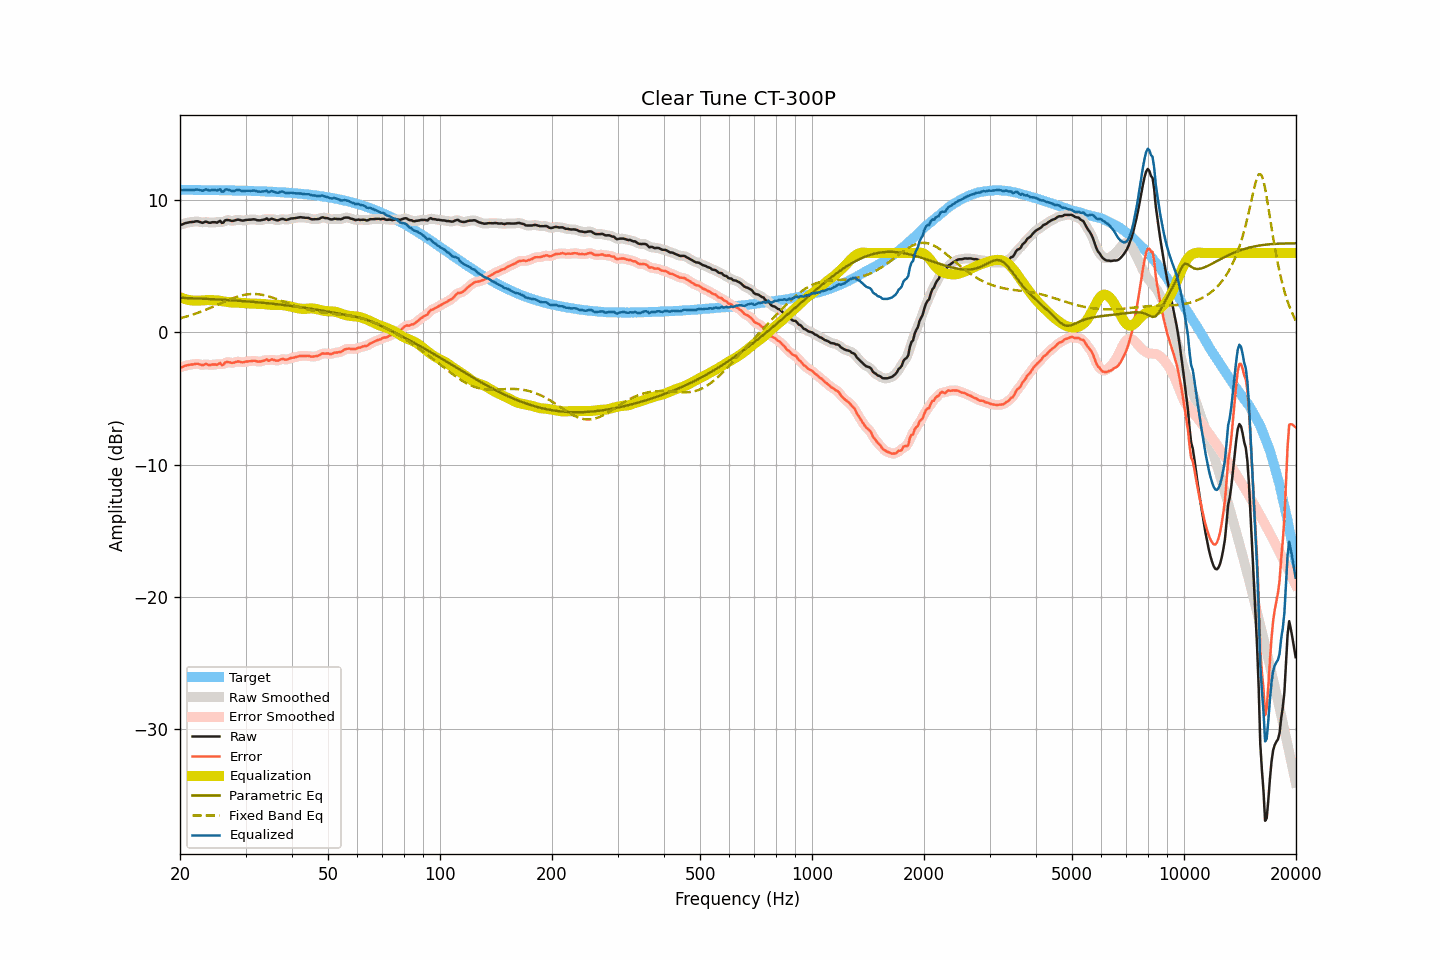 Clear Tune CT-300P
Amplitude (dBr)
10
0
−10
−20
−30
Target
Raw Smoothed
Error Smoothed
Raw
Error
Equalization
Parametric Eq
Fixed Band Eq
Equalized
20 50 100 200 500 1000 2000 5000 10000 20000
Frequency (Hz)